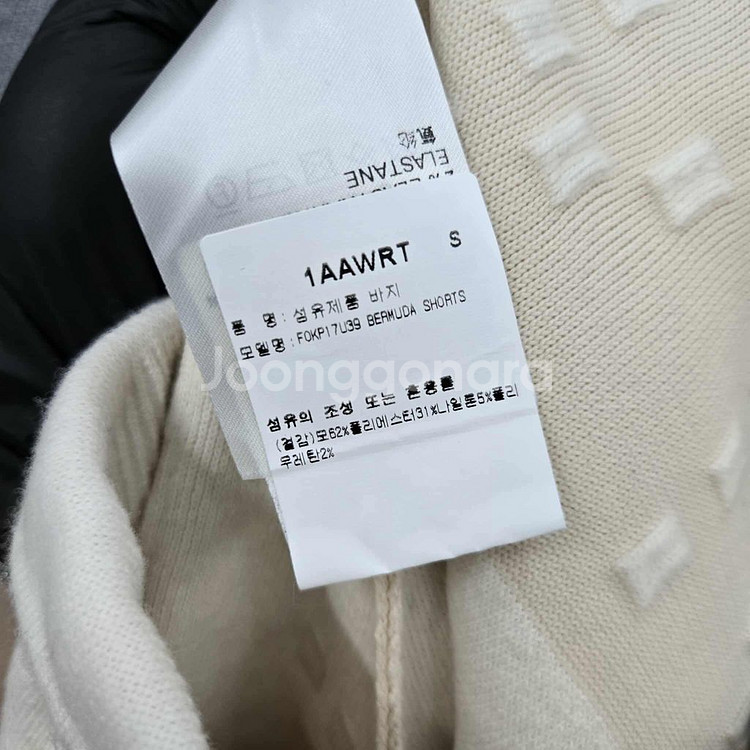 氨纶
ELASTANE
1AAWRT S
품 명 : 섬유제품 바지
모델명 : FOKP17U39 BERMUDA SHORTS
Joonggonara
섬유의 조성 또는 혼용률
(겉감)모62%폴리에스터31%나일론5%폴리
우레탄2%